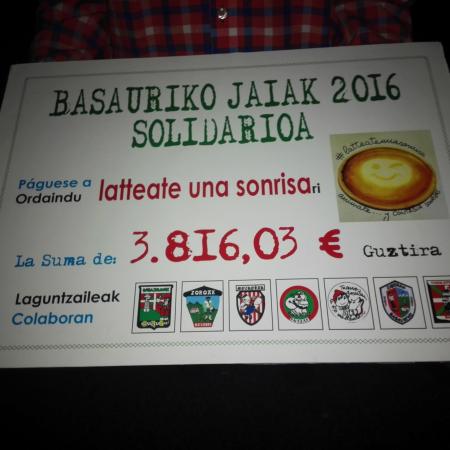 BASAURIKO JAIAK 2016
SOLIDARIOA
Páguese a
Ordaindu
latteate una sonrisari
#latteateunasonrisa
La Suma de:
3.816,03 €
Guztira
Laguntzaileak
Colaboran
ZOROAK